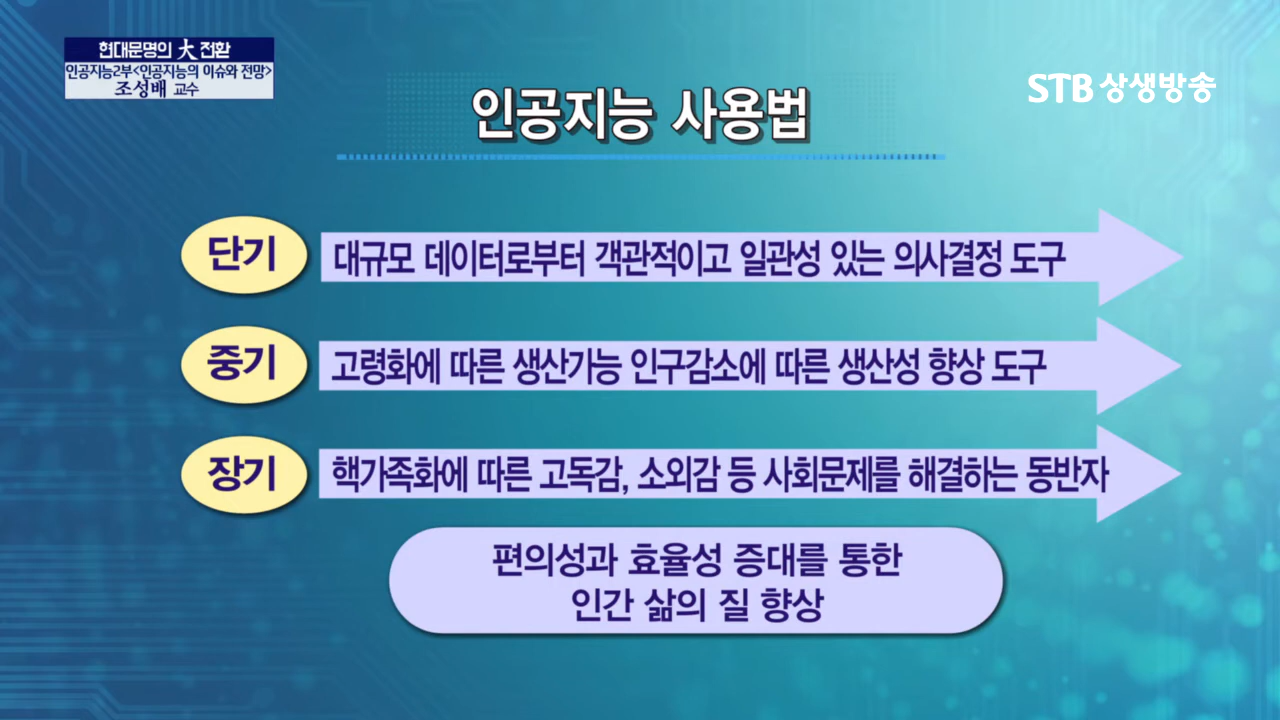 현대문명의 大 전환
인공지능2부<인공지능의 이슈와 전망>
조성배 교수
STB 상생방송
인공지능 사용법
단기
대규모 데이터로부터 객관적이고 일관성 있는 의사결정 도구
중기
고령화에 따른 생산가능 인구감소에 따른 생산성 향상 도구
장기
핵가족화에 따른 고독감, 소외감 등 사회문제를 해결하는 동반자
편의성과 효율성 증대를 통한
인간 삶의 질 향상